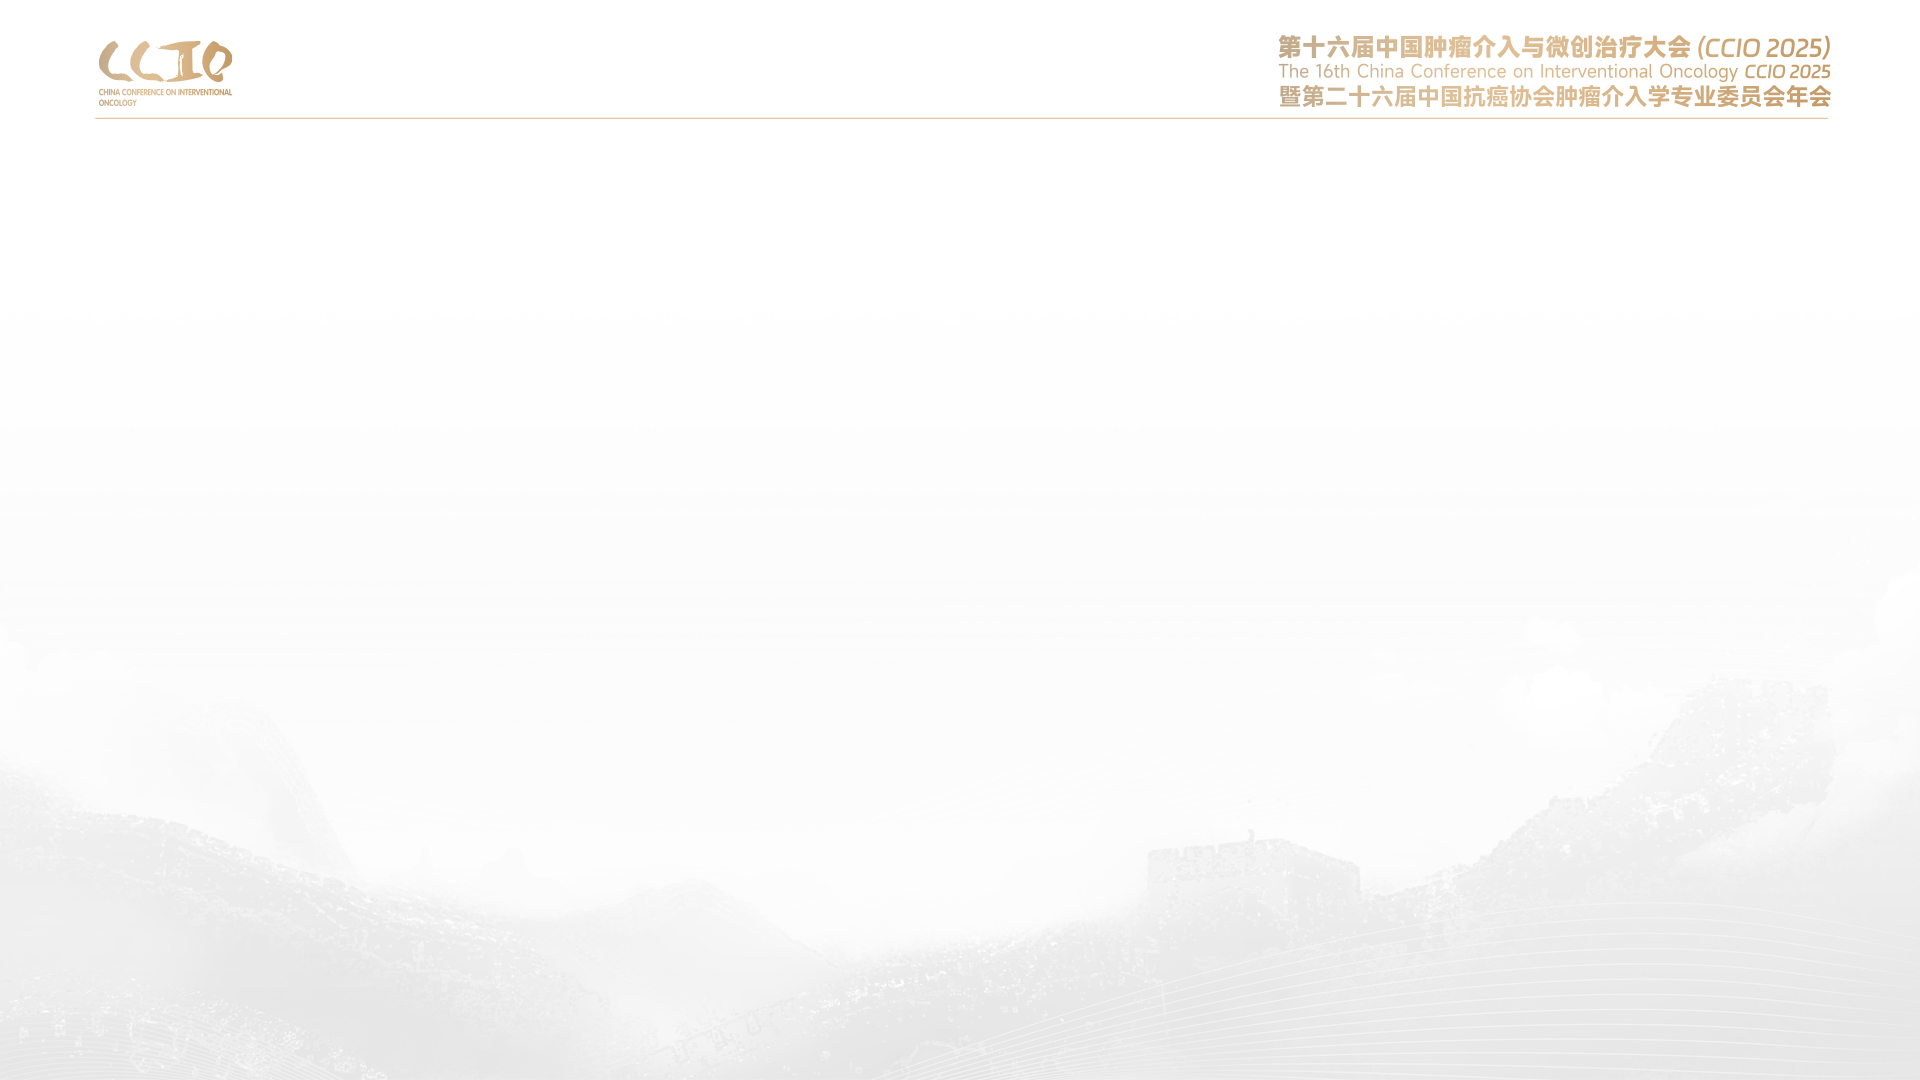 CCIO
CHINA CONFERENCE ON INTERVENTIONAL
ONCOLOGY
第十六届中国肿瘤介入与微创治疗大会 (CCIO 2025)
The 16th China Conference on Interventional Oncology CCIO 2025
暨第二十六届中国抗癌协会肿瘤介入学专业委员会年会